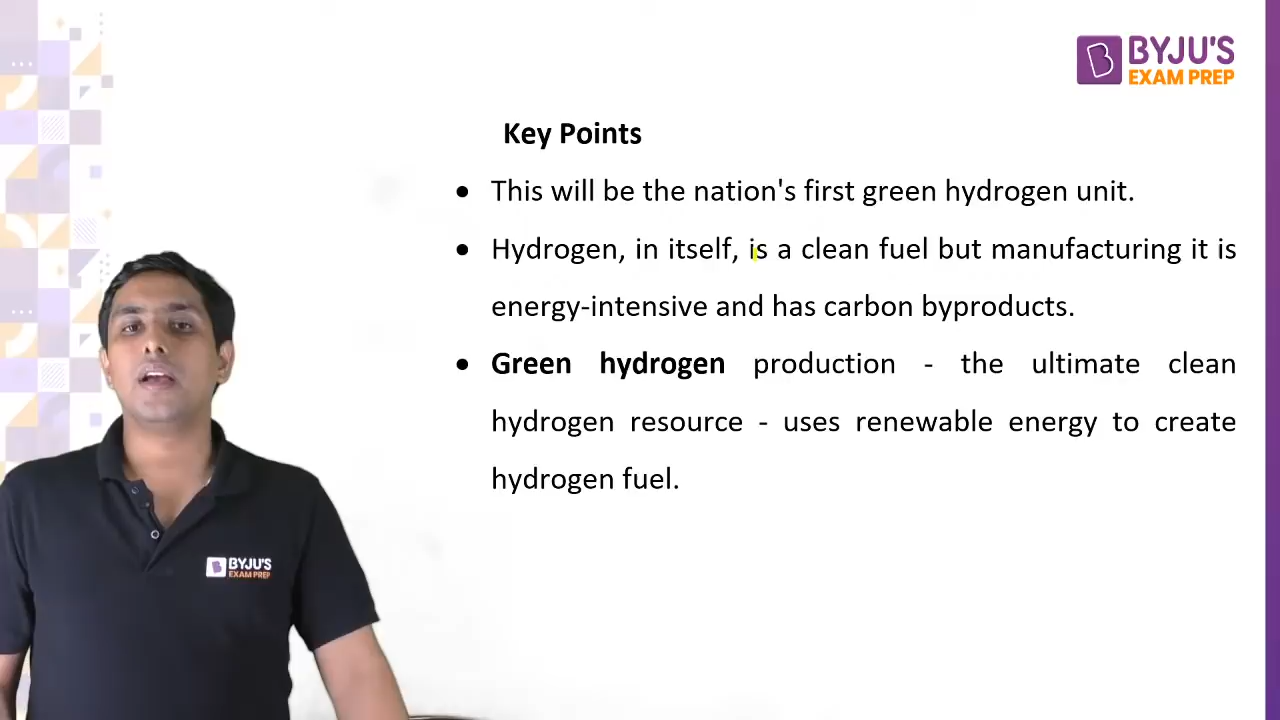 BYJU'S
EXAM PREP
Key Points
• This will be the nation's first green hydrogen unit.
• Hydrogen, in itself, is a clean fuel but manufacturing it is
energy-intensive and has carbon byproducts.
• Green hydrogen production - the ultimate clean
hydrogen resource - uses renewable energy to create
hydrogen fuel.
BYJU'S
EXAM PREP